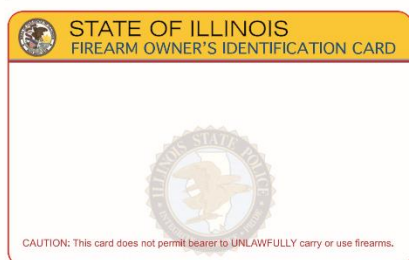 STATE OF ILLINOIS
FIREARM OWNER'S IDENTIFICATION CARD
ILLINOIS STATE POLICE
CAUTION: This card does not permit bearer to UNLAWFULLY carry or use firearms.